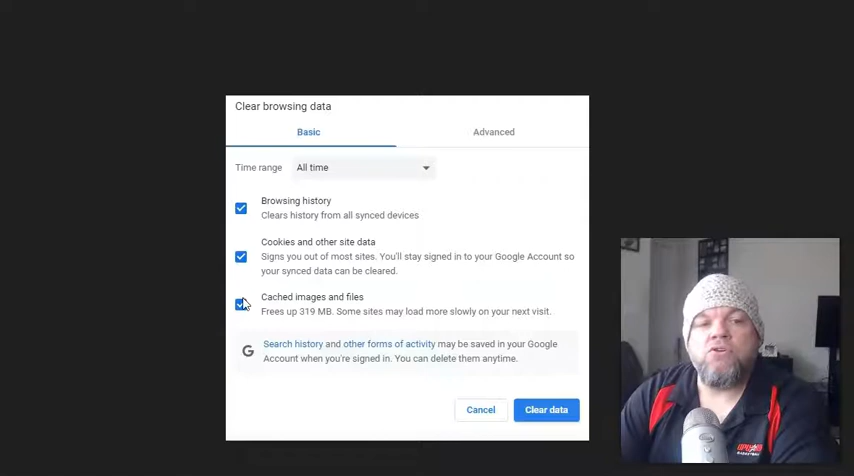 Clear browsing data
Basic
Advanced
Time range
All time
Browsing history
Clears history from all synced devices
Cookies and other site data
Signs you out of most sites. You'll stay signed in to your Google Account so
your synced data can be cleared.
Cached images and files
Frees up 319 MB. Some sites may load more slowly on your next visit.
G
Search history and other forms of activity may be saved in your Google
Account when you're signed in. You can delete them anytime.
Cancel
Clear data